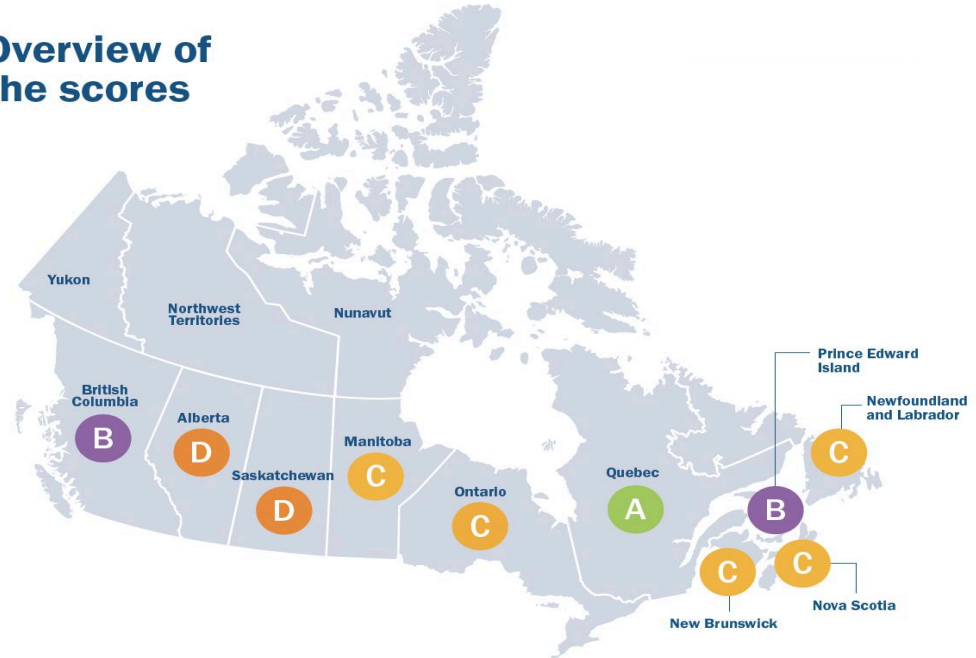 Overview of
he scores
Yukon
Northwest
Territories
Nunavut
British
Columbia
B
Alberta
D
Saskatchewan
D
Manitoba
C
Ontario
C
Quebec
A
Prince Edward
Island
B
Newfoundland
and Labrador
C
C
New Brunswick
C
Nova Scotia